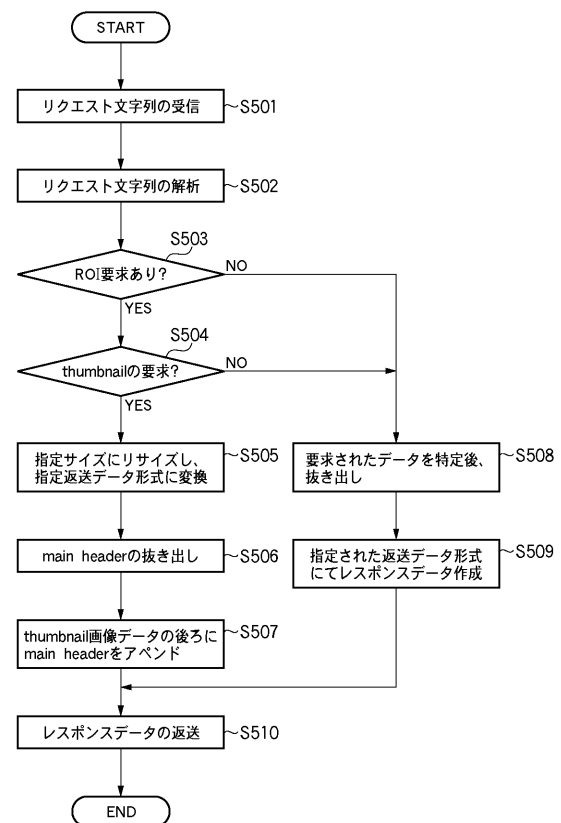 START
リクエスト文字列の受信
S501
リクエスト文字列の解析
S502
S503
ROI要求あり?
NO
YES
S504
thumbnailの要求?
NO
YES
指定サイズにリサイズし、
指定返送データ形式に変換
S505
要求されたデータを特定後、
抜き出し
S508
main headerの抜き出し
S506
指定された返送データ形式
にてレスポンスデータ作成
S509
thumbnail画像データの後ろに
main headerをアペンド
S507
レスポンスデータの返送
S510
END